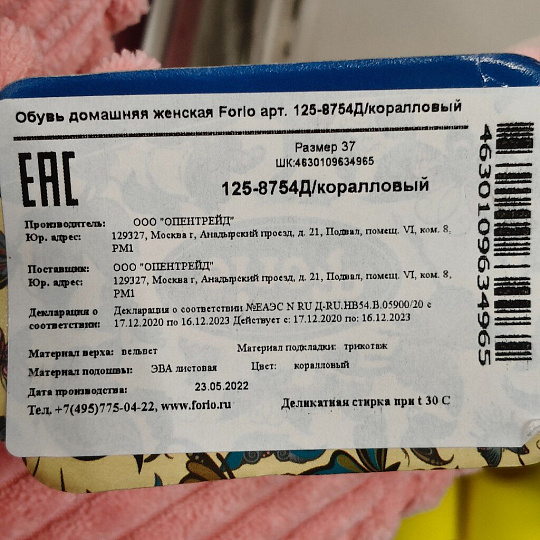 Обувь домашняя женская Forio арт. 125-8754Д/коралловый
EAC
Размер 37
ШК:4630109634965
125-8754Д/коралловый
Производитель: ООО "ОПЕНТРЕЙД"
Юр. адрес: 129327, Москва г, Анадырский проезд, д. 21, Подвал, помещ. VI, ком. 8,
РМ1
Поставщик: ООО "ОПЕНТРЕЙД"
Юр. адрес: 129327, Москва г, Анадырский проезд, д. 21, Подвал, помещ. VI, ком. 8,
РМ1
Декларация о соответствии: Декларация о соответствии №ЕАЭС N RU Д-RU.НВ54.В.05900/20 с
17.12.2020 по 16.12.2023 Действует с: 17.12.2020 по: 16.12.2023
Материал верха: вельвет Материал подкладки: трикотаж
Материал подошвы: ЭВА листовая Цвет: коралловый
Дата производства: 23.05.2022
Тел. +7(495)775-04-22, www.forio.ru Деликатная стирка при t 30 С
4630109634965